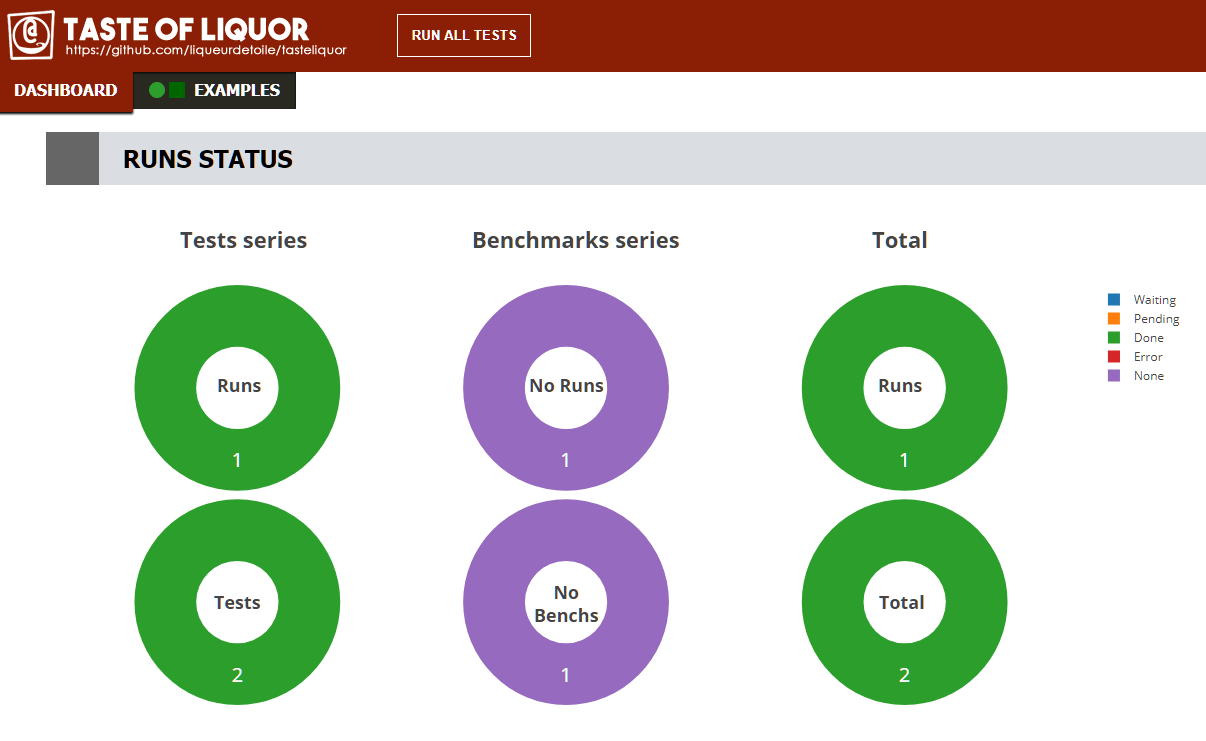 TASTE OF LIQUOR
https://github.com/liqueurdetoile/tasteliquor
RUN ALL TESTS
DASHBOARD
EXAMPLES
RUNS STATUS
Tests series
Benchmarks series
Total
Waiting
Pending
Done
Error
None
Runs
1
No Runs
1
Runs
1
Tests
2
No
Benchs
1
Total
2